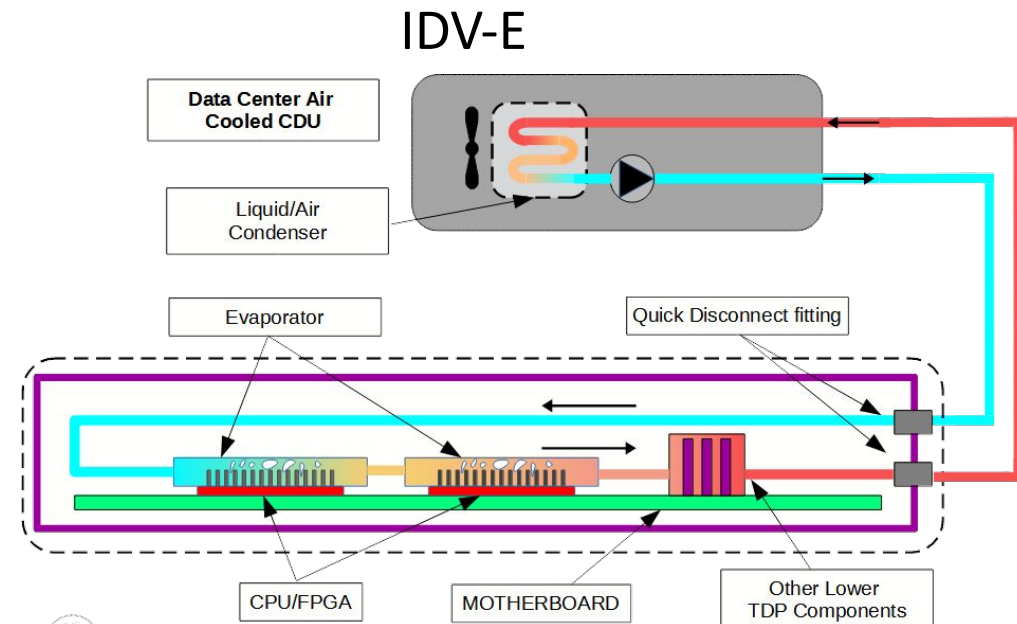 IDV-E
Data Center Air
Cooled CDU
Liquid/Air
Condenser
Evaporator
Quick Disconnect fitting
CPU/FPGA
MOTHERBOARD
Other Lower
TDP Components